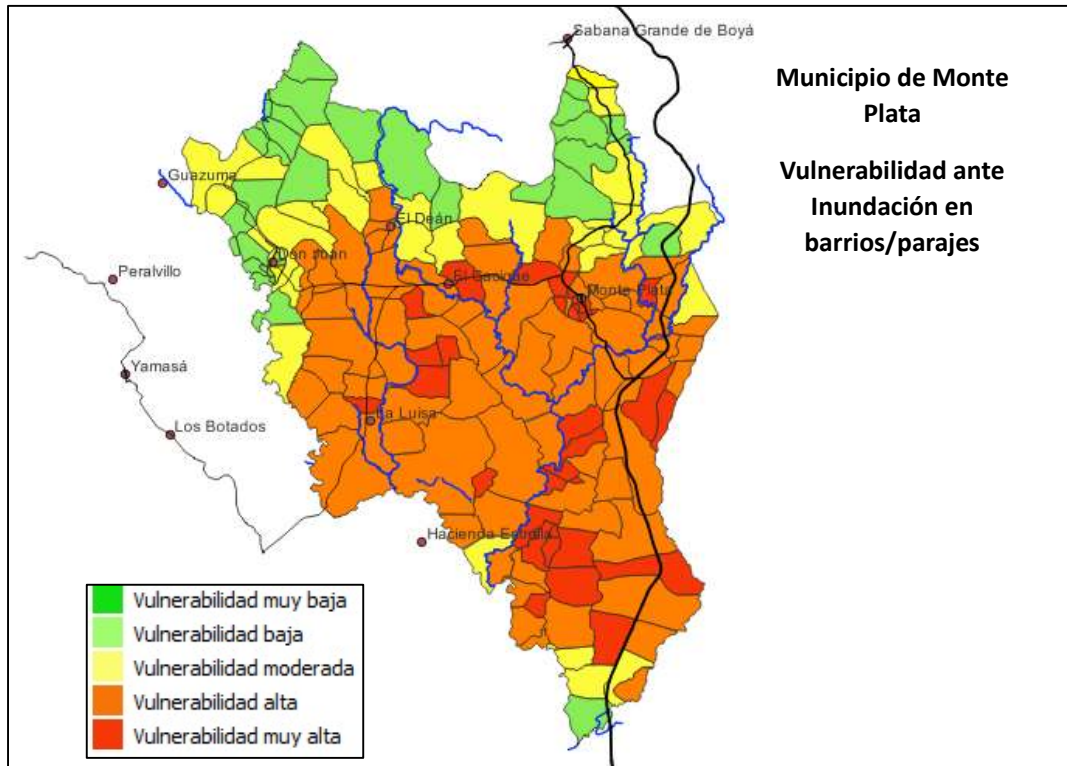 Sabana Grande de Boyá
Municipio de Monte
Plata
Vulnerabilidad ante
Inundación en
barrios/parajes
Guazuma
El Deán
Don Juan
Peralvillo
El Cacique
Monte Plata
Yamasá
La Luisa
Los Botados
Hacienda Estrella
Vulnerabilidad muy baja
Vulnerabilidad baja
Vulnerabilidad moderada
Vulnerabilidad alta
Vulnerabilidad muy alta